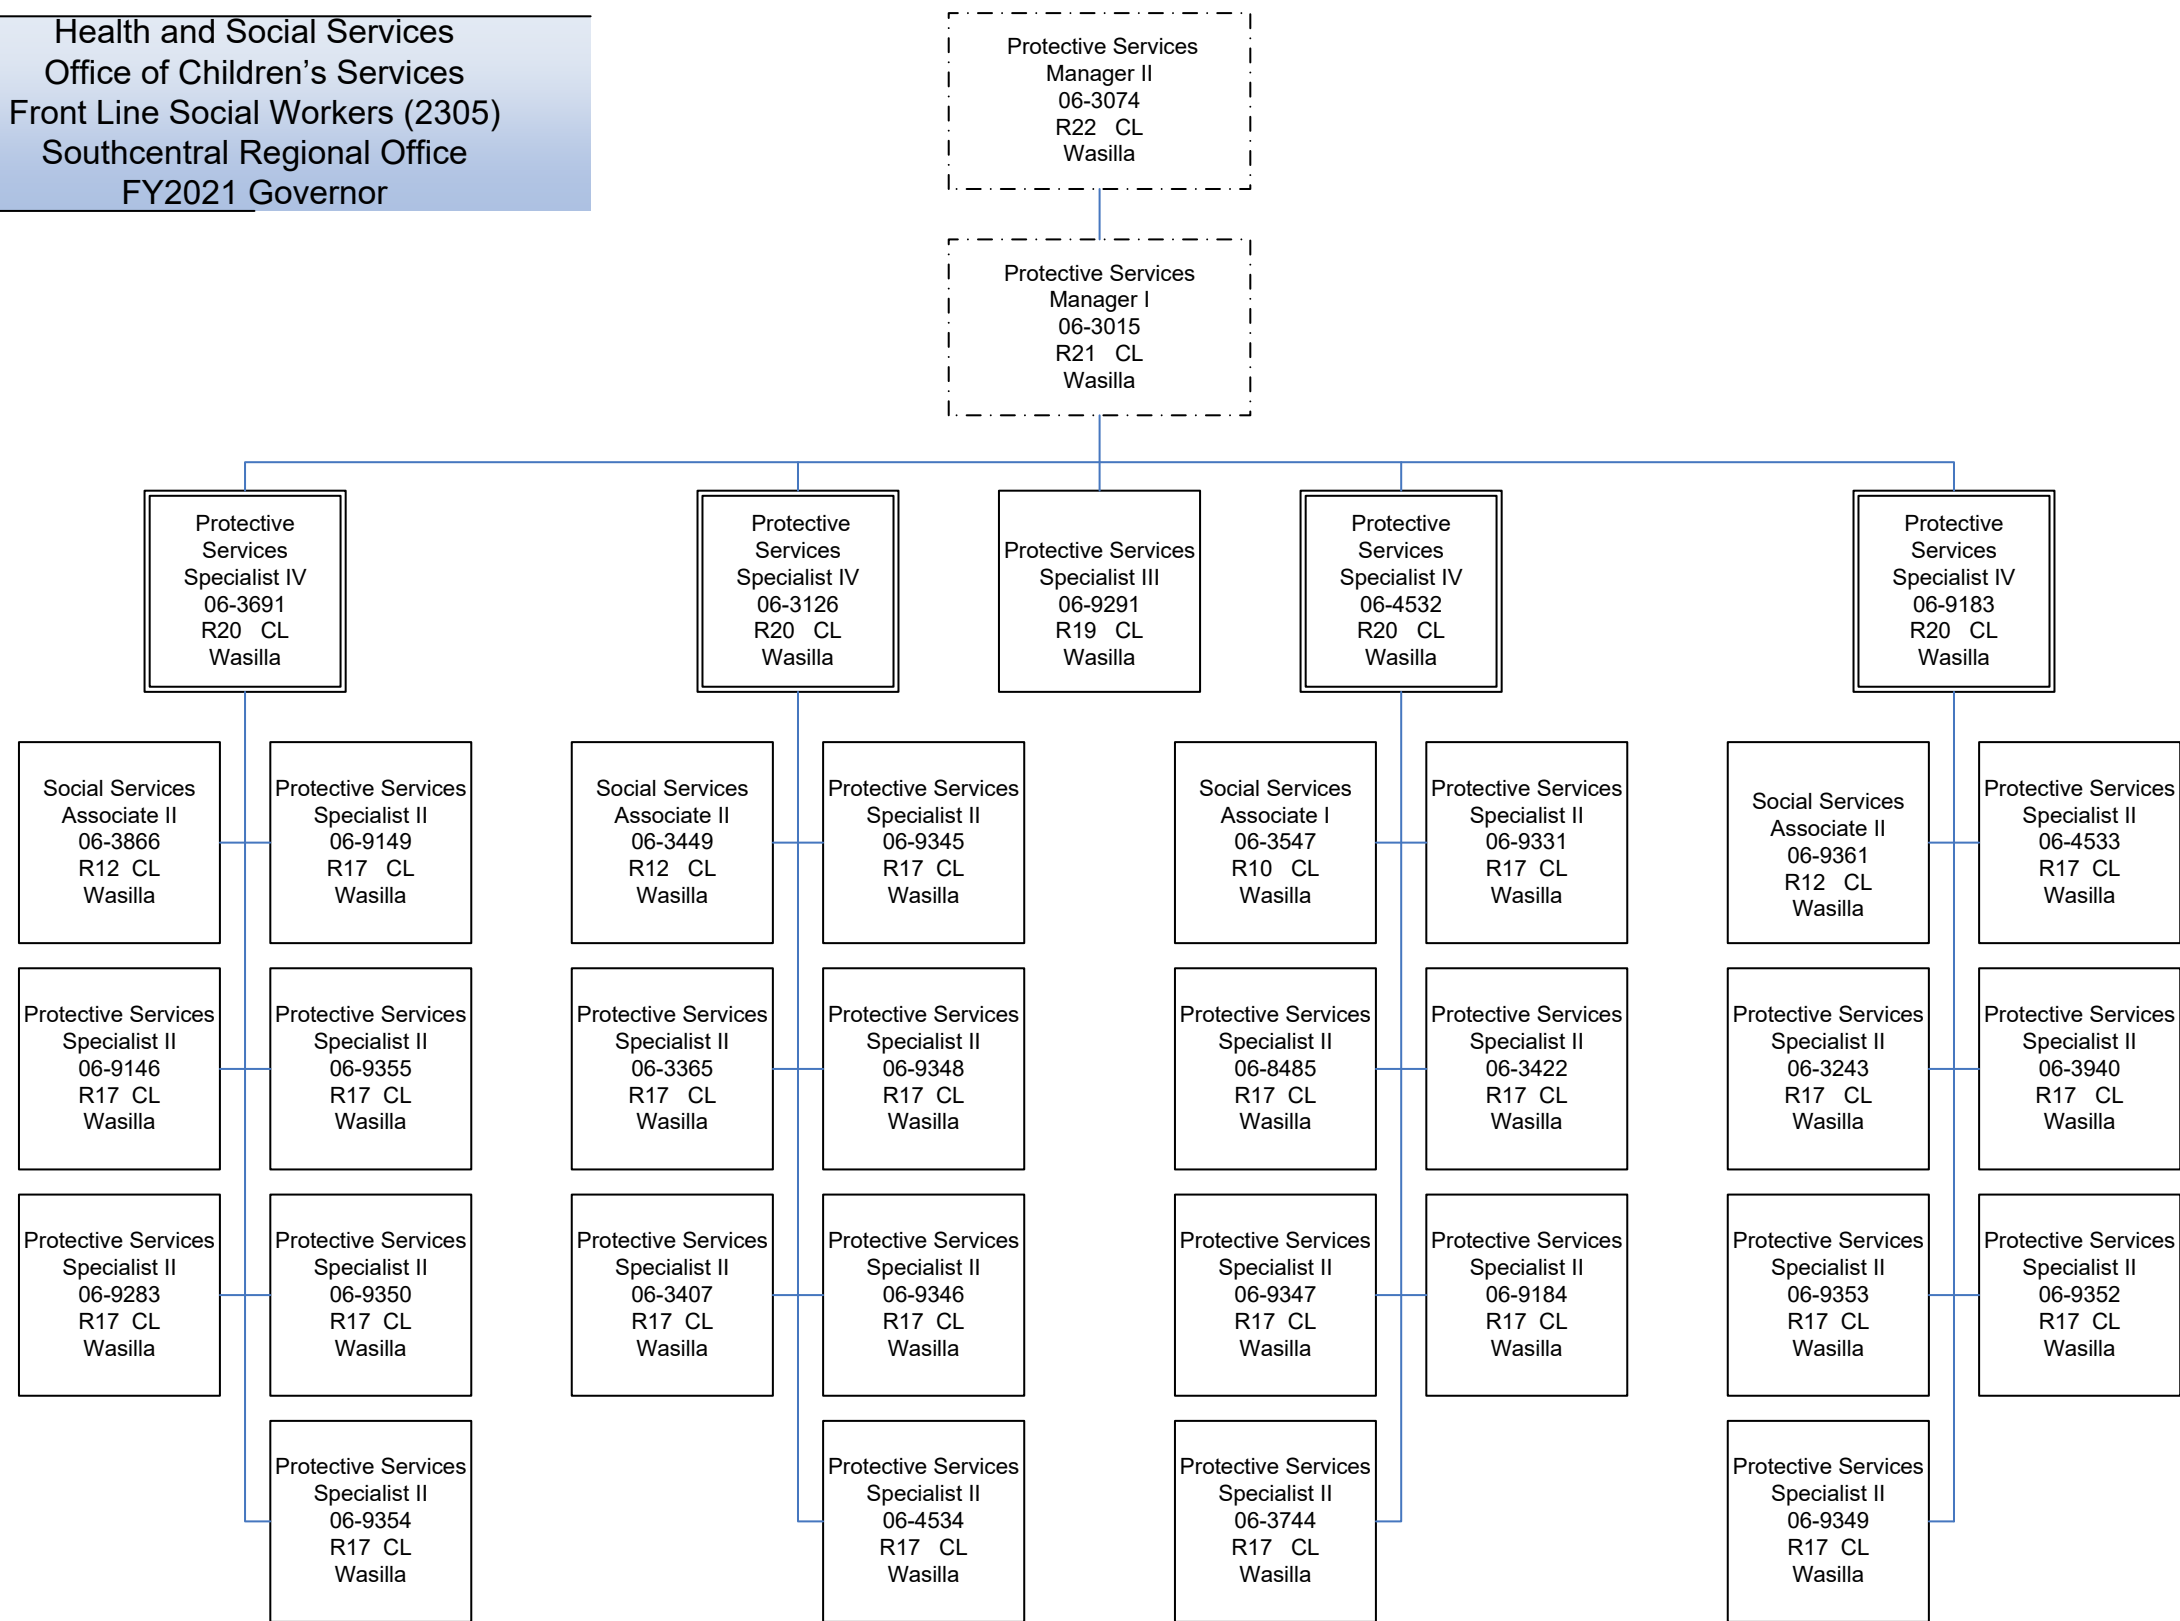 Health and Social Services
Office of Children's Services
Front Line Social Workers (2305)
Southcentral Regional Office
FY2021 Governor
Protective Services
Manager II
06-3074
R22 CL
Wasilla
Protective Services
Manager I
06-3015
R21 CL
Wasilla
Protective
Services
Specialist IV
06-3691
R20 CL
Wasilla
Protective
Services
Specialist IV
06-3126
R20 CL
Wasilla
Protective Services
Specialist III
06-9291
R19 CL
Wasilla
Protective
Services
Specialist IV
06-4532
R20 CL
Wasilla
Protective
Services
Specialist IV
06-9183
R20 CL
Wasilla
Social Services
Associate II
06-3866
R12 CL
Wasilla
Protective Services
Specialist II
06-9149
R17 CL
Wasilla
Social Services
Associate II
06-3449
R12 CL
Wasilla
Protective Services
Specialist II
06-9345
R17 CL
Wasilla
Social Services
Associate I
06-3547
R10 CL
Wasilla
Protective Services
Specialist II
06-9331
R17 CL
Wasilla
Social Services
Associate II
06-9361
R12 CL
Wasilla
Protective Services
Specialist II
06-4533
R17 CL
Wasilla
Protective Services
Specialist II
06-9146
R17 CL
Wasilla
Protective Services
Specialist II
06-9355
R17 CL
Wasilla
Protective Services
Specialist II
06-3365
R17 CL
Wasilla
Protective Services
Specialist II
06-9348
R17 CL
Wasilla
Protective Services
Specialist II
06-8485
R17 CL
Wasilla
Protective Services
Specialist II
06-3422
R17 CL
Wasilla
Protective Services
Specialist II
06-3243
R17 CL
Wasilla
Protective Services
Specialist II
06-3940
R17 CL
Wasilla
Protective Services
Specialist II
06-9283
R17 CL
Wasilla
Protective Services
Specialist II
06-9350
R17 CL
Wasilla
Protective Services
Specialist II
06-3407
R17 CL
Wasilla
Protective Services
Specialist II
06-9346
R17 CL
Wasilla
Protective Services
Specialist II
06-9347
R17 CL
Wasilla
Protective Services
Specialist II
06-9184
R17 CL
Wasilla
Protective Services
Specialist II
06-9353
R17 CL
Wasilla
Protective Services
Specialist II
06-9352
R17 CL
Wasilla
Protective Services
Specialist II
06-9354
R17 CL
Wasilla
Protective Services
Specialist II
06-4534
R17 CL
Wasilla
Protective Services
Specialist II
06-3744
R17 CL
Wasilla
Protective Services
Specialist II
06-9349
R17 CL
Wasilla